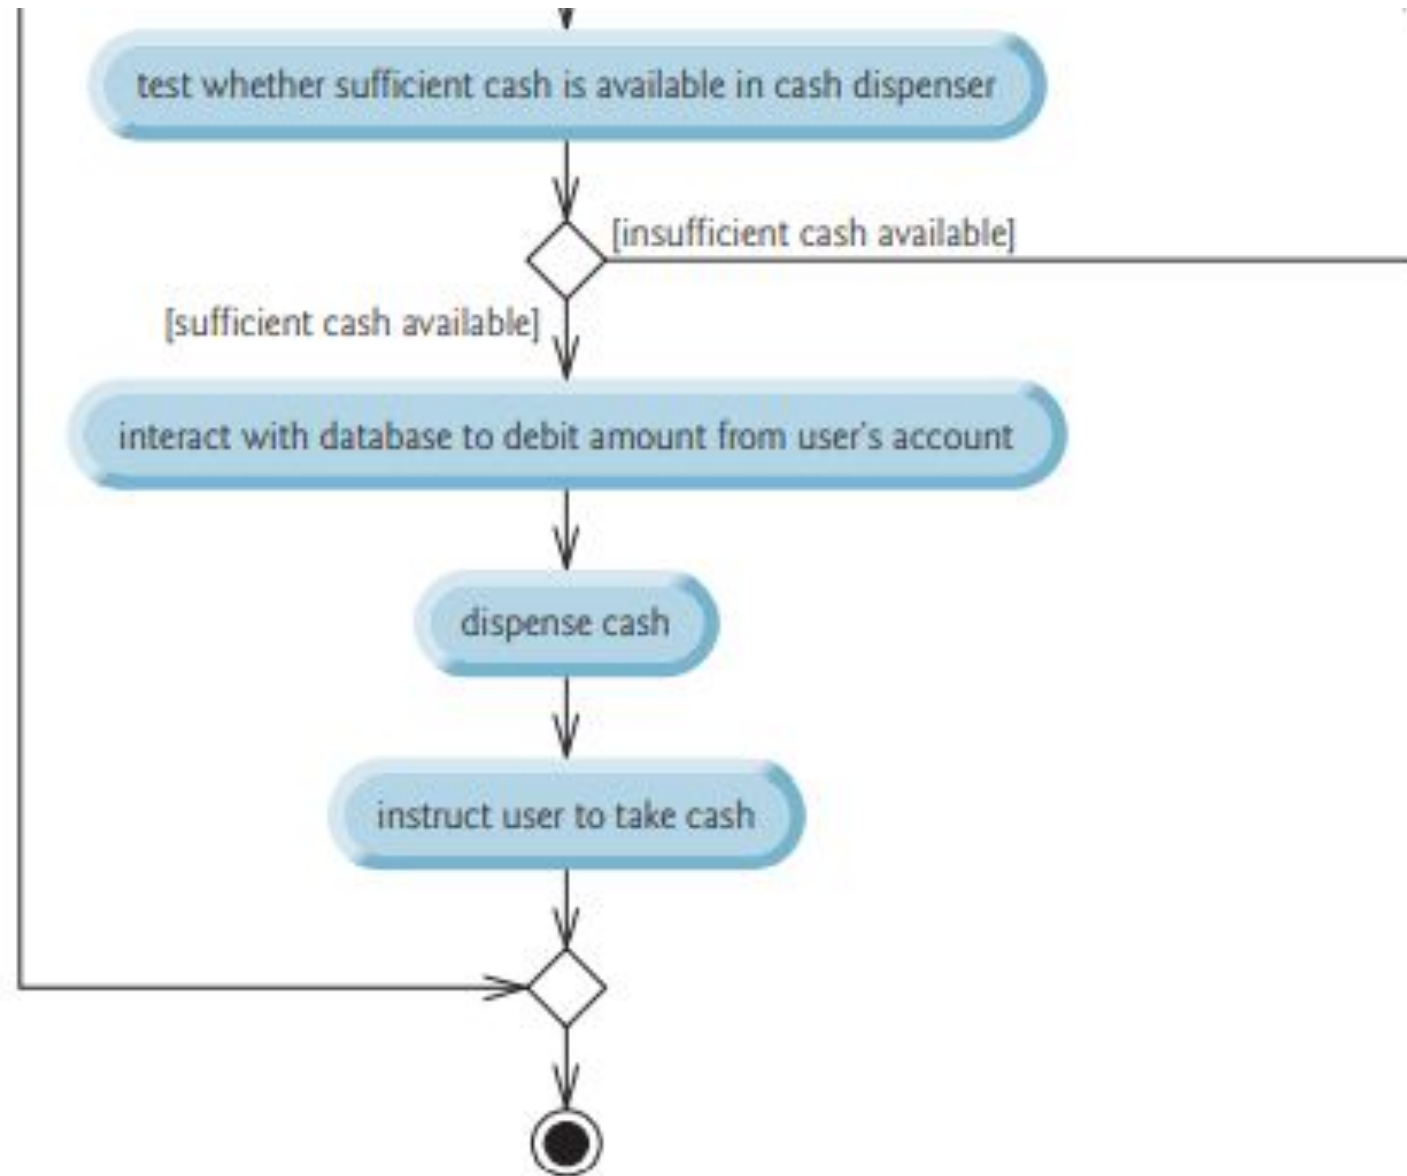 test whether sufficient cash is available in cash dispenser
[insufficient cash available]
[sufficient cash available]
interact with database to debit amount from user's account
dispense cash
instruct user to take cash